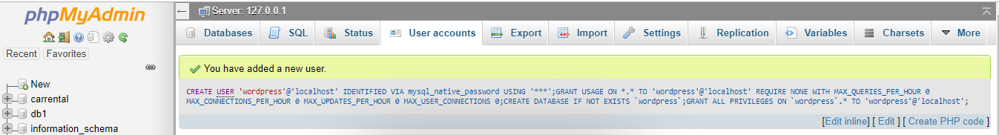 phpMyAdmin
Recent Favorites
New
carrental
db1
information_schema
Server: 127.0.0.1
Databases SQL Status User accounts Export Import Settings Replication Variables Charsets More
You have added a new user.
CREATE USER 'wordpress'@'localhost' IDENTIFIED VIA mysql_native_password USING '***';GRANT USAGE ON *.* TO 'wordpress'@'localhost' REQUIRE NONE WITH MAX_QUERIES_PER_HOUR 0
MAX_CONNECTIONS_PER_HOUR 0 MAX_UPDATES_PER_HOUR 0 MAX_USER_CONNECTIONS 0;CREATE DATABASE IF NOT EXISTS `wordpress`;GRANT ALL PRIVILEGES ON `wordpress`.* TO 'wordpress'@'localhost';
[Edit inline] [ Edit ] [ Create PHP code ]